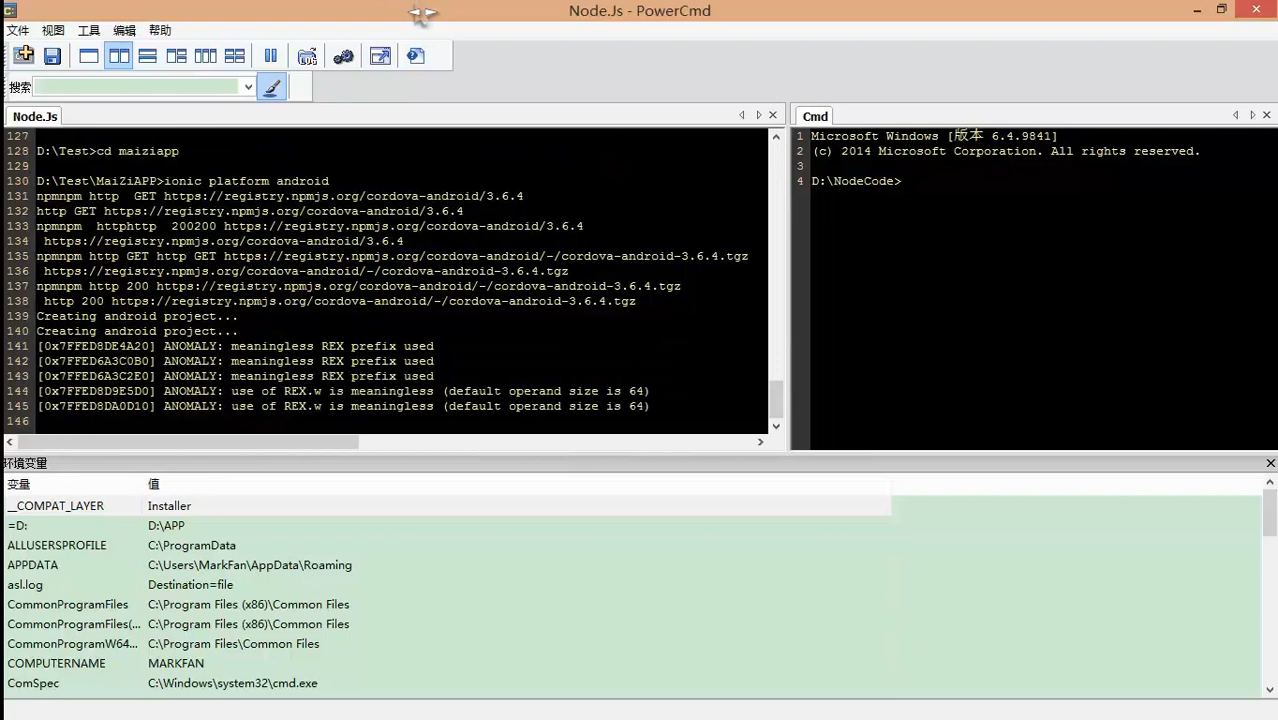 Node.Js - PowerCmd
文件 视图 工具 编辑 帮助
搜索
Node.Js
127
128 D:\Test>cd maiziapp
129
130 D:\Test\MaiZiAPP>ionic platform android
131 npmnpm http  GET https://registry.npmjs.org/cordova-android/3.6.4
132 http GET https://registry.npmjs.org/cordova-android/3.6.4
133 npmnpm  httphttp  200200 https://registry.npmjs.org/cordova-android/3.6.4
134  https://registry.npmjs.org/cordova-android/3.6.4
135 npmnpm http GET http GET https://registry.npmjs.org/cordova-android/-/cordova-android-3.6.4.tgz
136  https://registry.npmjs.org/cordova-android/-/cordova-android-3.6.4.tgz
137 npmnpm http 200 https://registry.npmjs.org/cordova-android/-/cordova-android-3.6.4.tgz
138  http 200 https://registry.npmjs.org/cordova-android/-/cordova-android-3.6.4.tgz
139 Creating android project...
140 Creating android project...
141 [0x7FFED8DE4A20] ANOMALY: meaningless REX prefix used
142 [0x7FFED6A3C0B0] ANOMALY: meaningless REX prefix used
143 [0x7FFED6A3C2E0] ANOMALY: meaningless REX prefix used
144 [0x7FFED8D9E5D0] ANOMALY: use of REX.w is meaningless (default operand size is 64)
145 [0x7FFED8DA0D10] ANOMALY: use of REX.w is meaningless (default operand size is 64)
146
Cmd
1 Microsoft Windows [版本 6.4.9841]
2 (c) 2014 Microsoft Corporation. All rights reserved.
3
4 D:\NodeCode>
环境变量
变量 值
__COMPAT_LAYER Installer
=D: D:\APP
ALLUSERSPROFILE C:\ProgramData
APPDATA C:\Users\MarkFan\AppData\Roaming
asl.log Destination=file
CommonProgramFiles C:\Program Files (x86)\Common Files
CommonProgramFiles(... C:\Program Files (x86)\Common Files
CommonProgramW64... C:\Program Files\Common Files
COMPUTERNAME MARKFAN
ComSpec C:\Windows\system32\cmd.exe